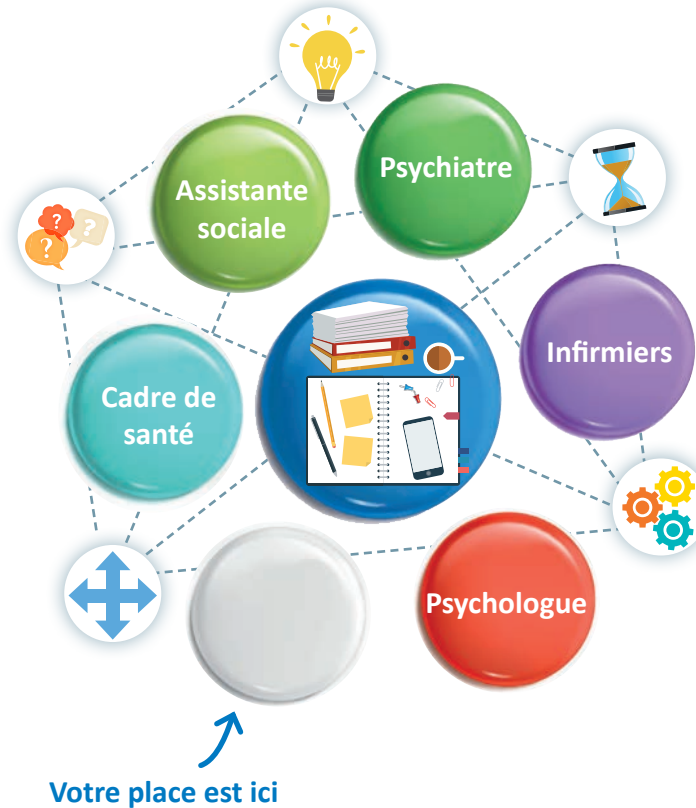 Psychiatre
Assistante
sociale
Infirmiers
Cadre de
santé
Psychologue
Votre place est ici